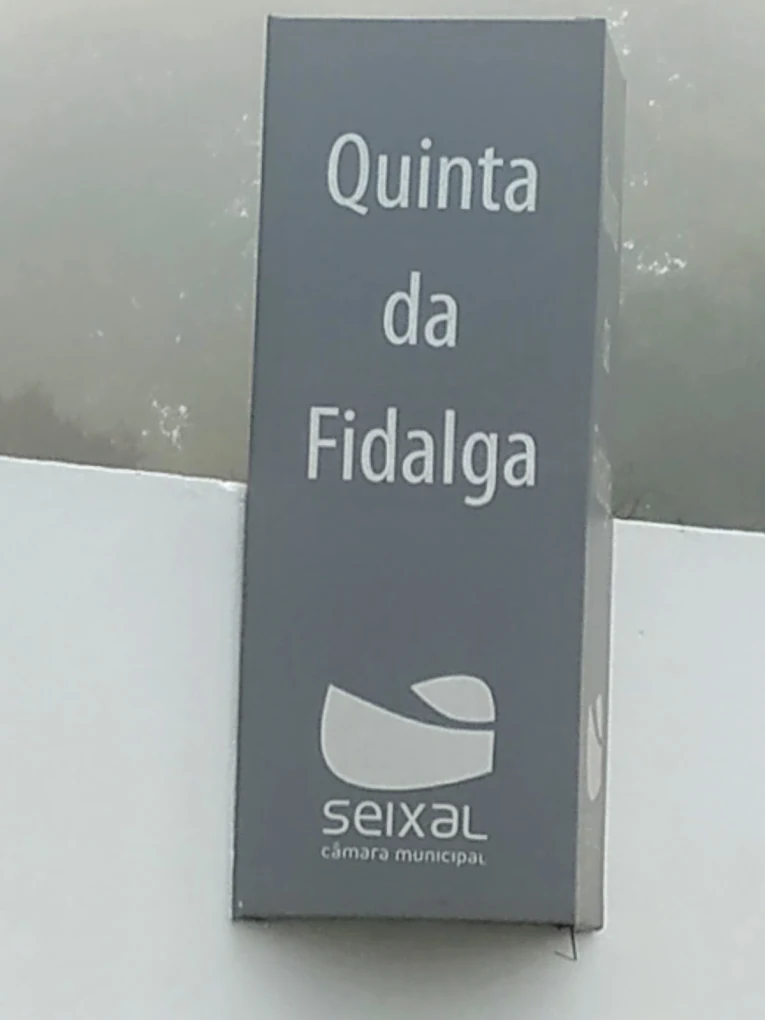 Quinta
da
Fidalga
seixal
câmara municipal